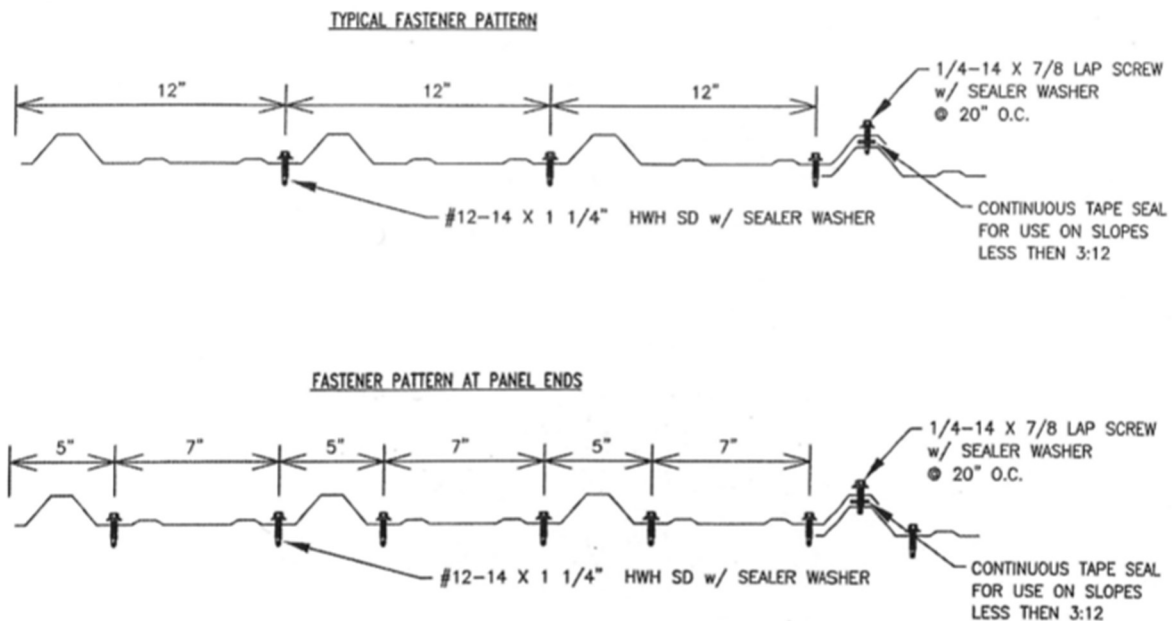 TYPICAL FASTENER PATTERN
12" 12" 12"
1/4-14 X 7/8 LAP SCREW
w/ SEALER WASHER
@ 20" O.C.
#12-14 X 1 1/4" HWH SD w/ SEALER WASHER
CONTINUOUS TAPE SEAL
FOR USE ON SLOPES
LESS THEN 3:12
FASTENER PATTERN AT PANEL ENDS
5" 7" 5" 7" 5" 7"
1/4-14 X 7/8 LAP SCREW
w/ SEALER WASHER
@ 20" O.C.
#12-14 X 1 1/4" HWH SD w/ SEALER WASHER
CONTINUOUS TAPE SEAL
FOR USE ON SLOPES
LESS THEN 3:12